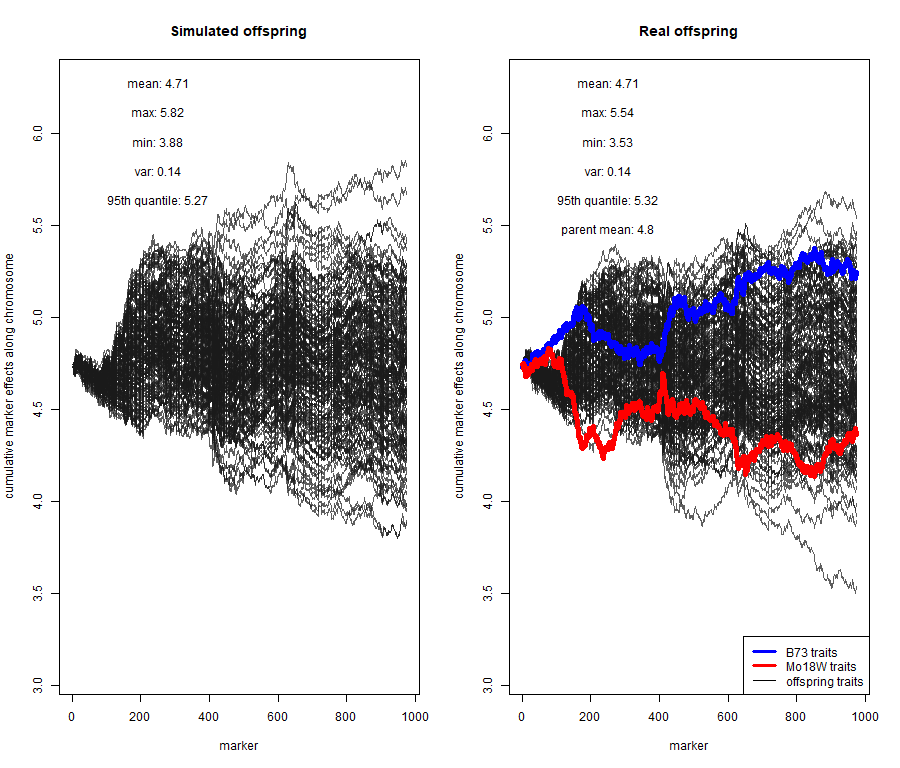 Simulated offspring
mean: 4.71
max: 5.82
min: 3.88
var: 0.14
95th quantile: 5.27
cumulative marker effects along chromosome
6.0
5.5
5.0
4.5
4.0
3.5
3.0
0 200 400 600 800 1000
marker
Real offspring
mean: 4.71
max: 5.54
min: 3.53
var: 0.14
95th quantile: 5.32
parent mean: 4.8
cumulative marker effects along chromosome
6.0
5.5
5.0
4.5
4.0
3.5
3.0
B73 traits
Mo18W traits
offspring traits
0 200 400 600 800 1000
marker